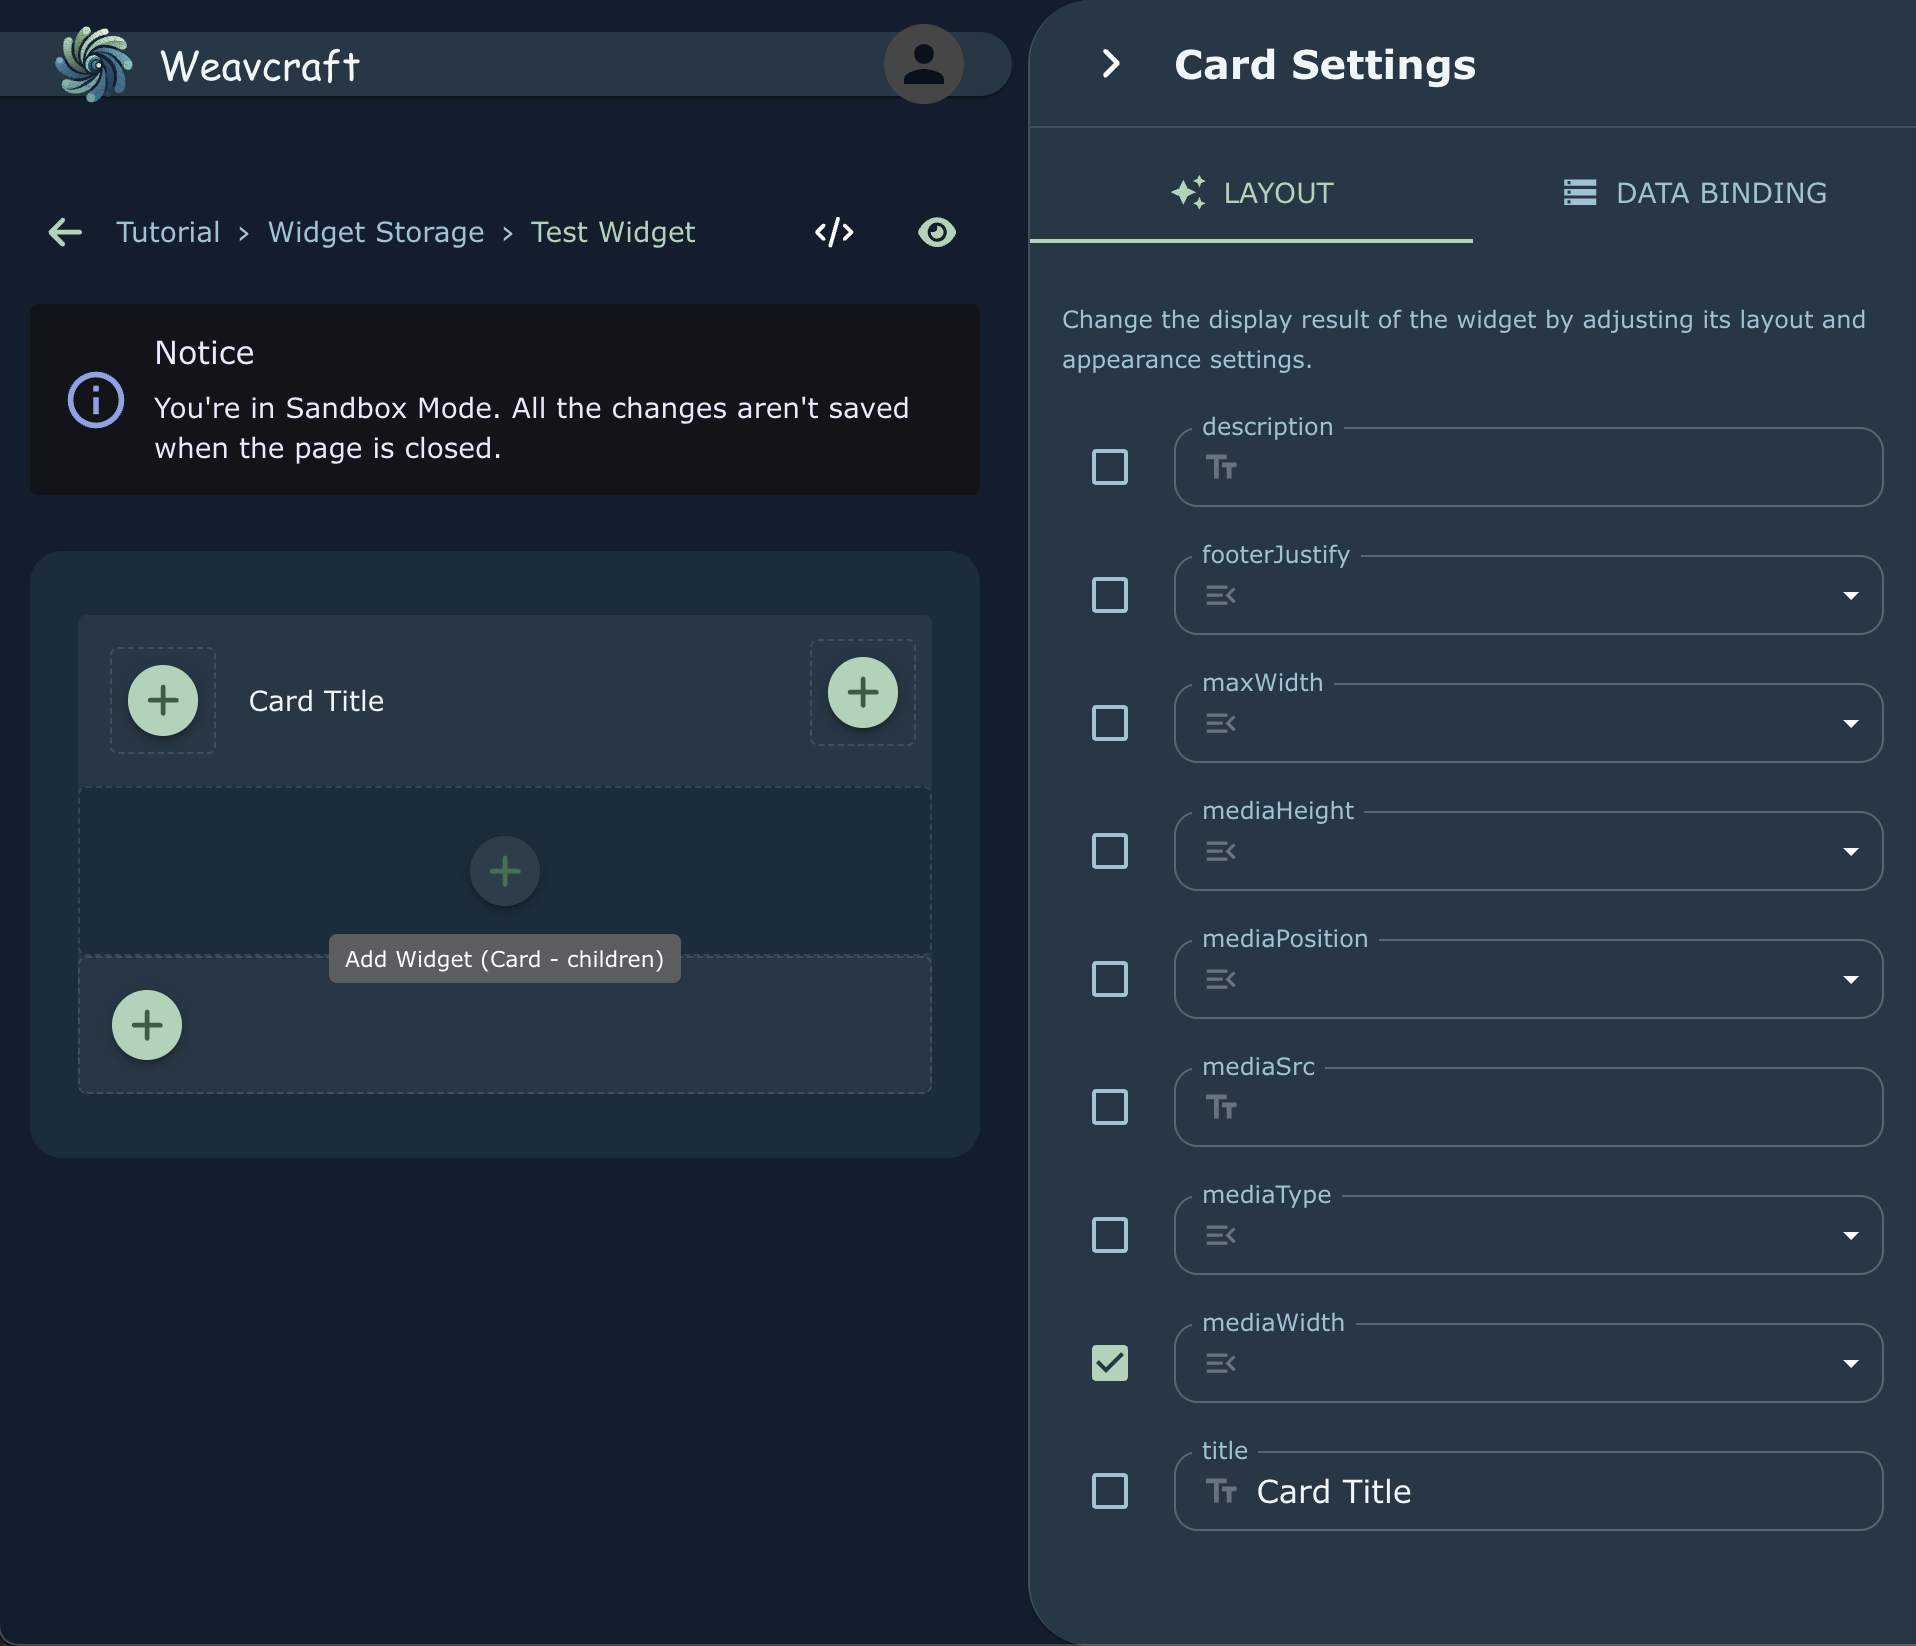 Weavcraft
Tutorial › Widget Storage › Test Widget
Notice
You're in Sandbox Mode. All the changes aren't saved
when the page is closed.
Card Title
Add Widget (Card - children)
Card Settings
LAYOUT
DATA BINDING
Change the display result of the widget by adjusting its layout and
appearance settings.
description
footerJustify
maxWidth
mediaHeight
mediaPosition
mediaSrc
mediaType
mediaWidth
title
Card Title